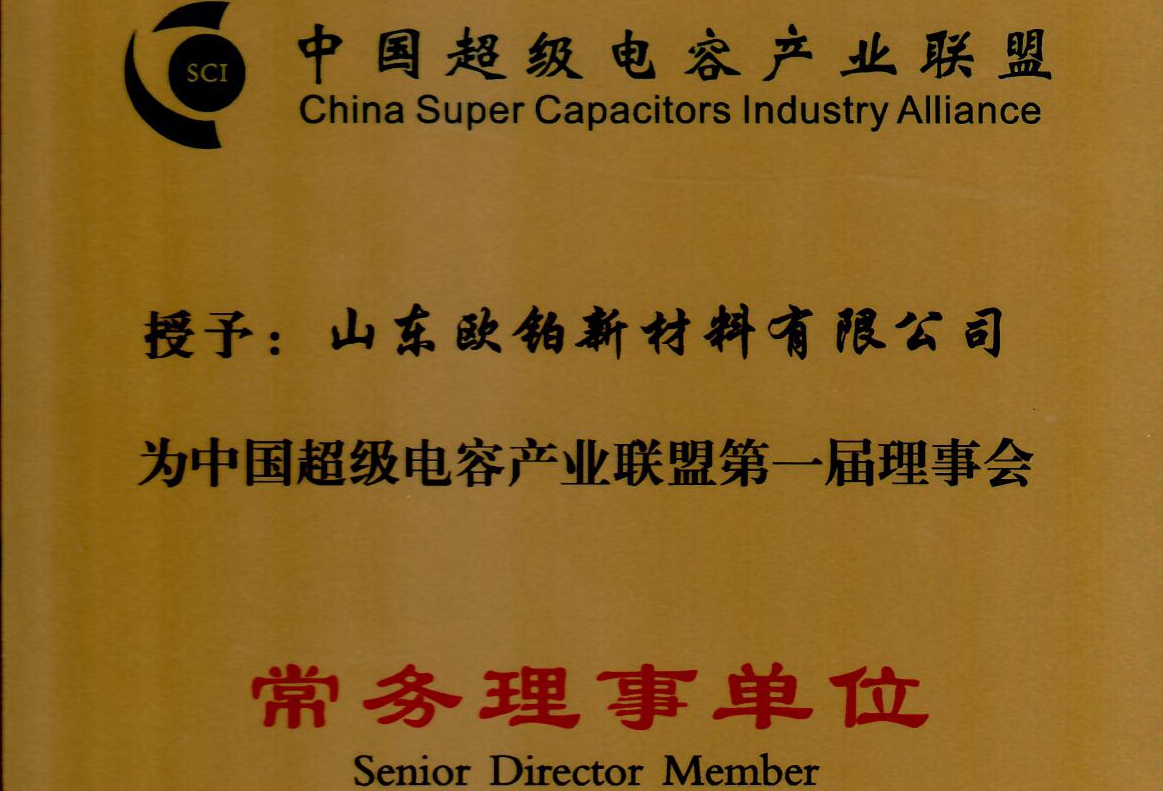 SCI
中国超级电容产业联盟
China Super Capacitors Industry Alliance
授予：山东欧铂新材料有限公司
为中国超级电容产业联盟第一届理事会
常务理事单位
Senior Director Member